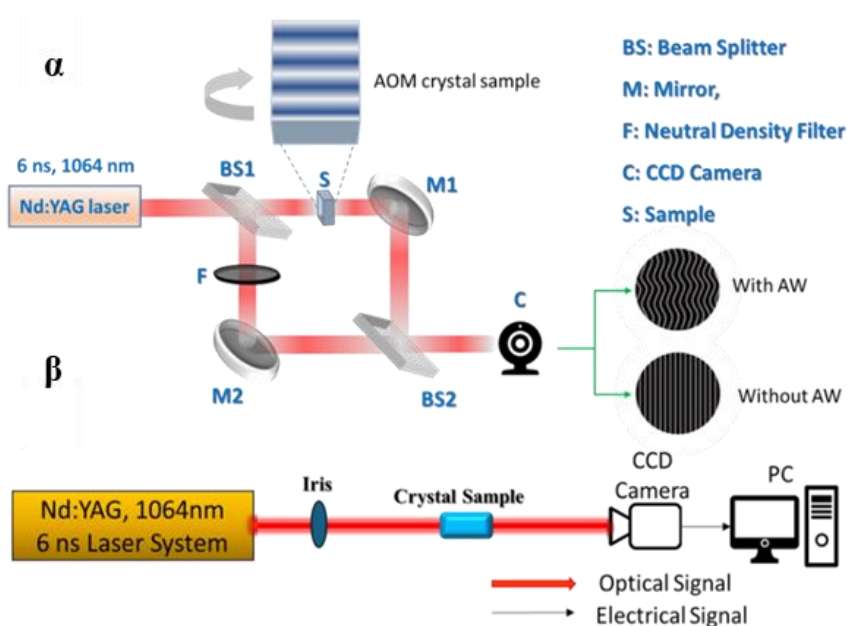 α
AOM crystal sample
BS: Beam Splitter
M: Mirror,
F: Neutral Density Filter
C: CCD Camera
S: Sample
6 ns, 1064 nm
Nd:YAG laser
BS1
S
M1
F
C
With AW
β
M2
BS2
Without AW
CCD
Camera
PC
Nd:YAG, 1064nm
6 ns Laser System
Iris
Crystal Sample
Optical Signal
Electrical Signal